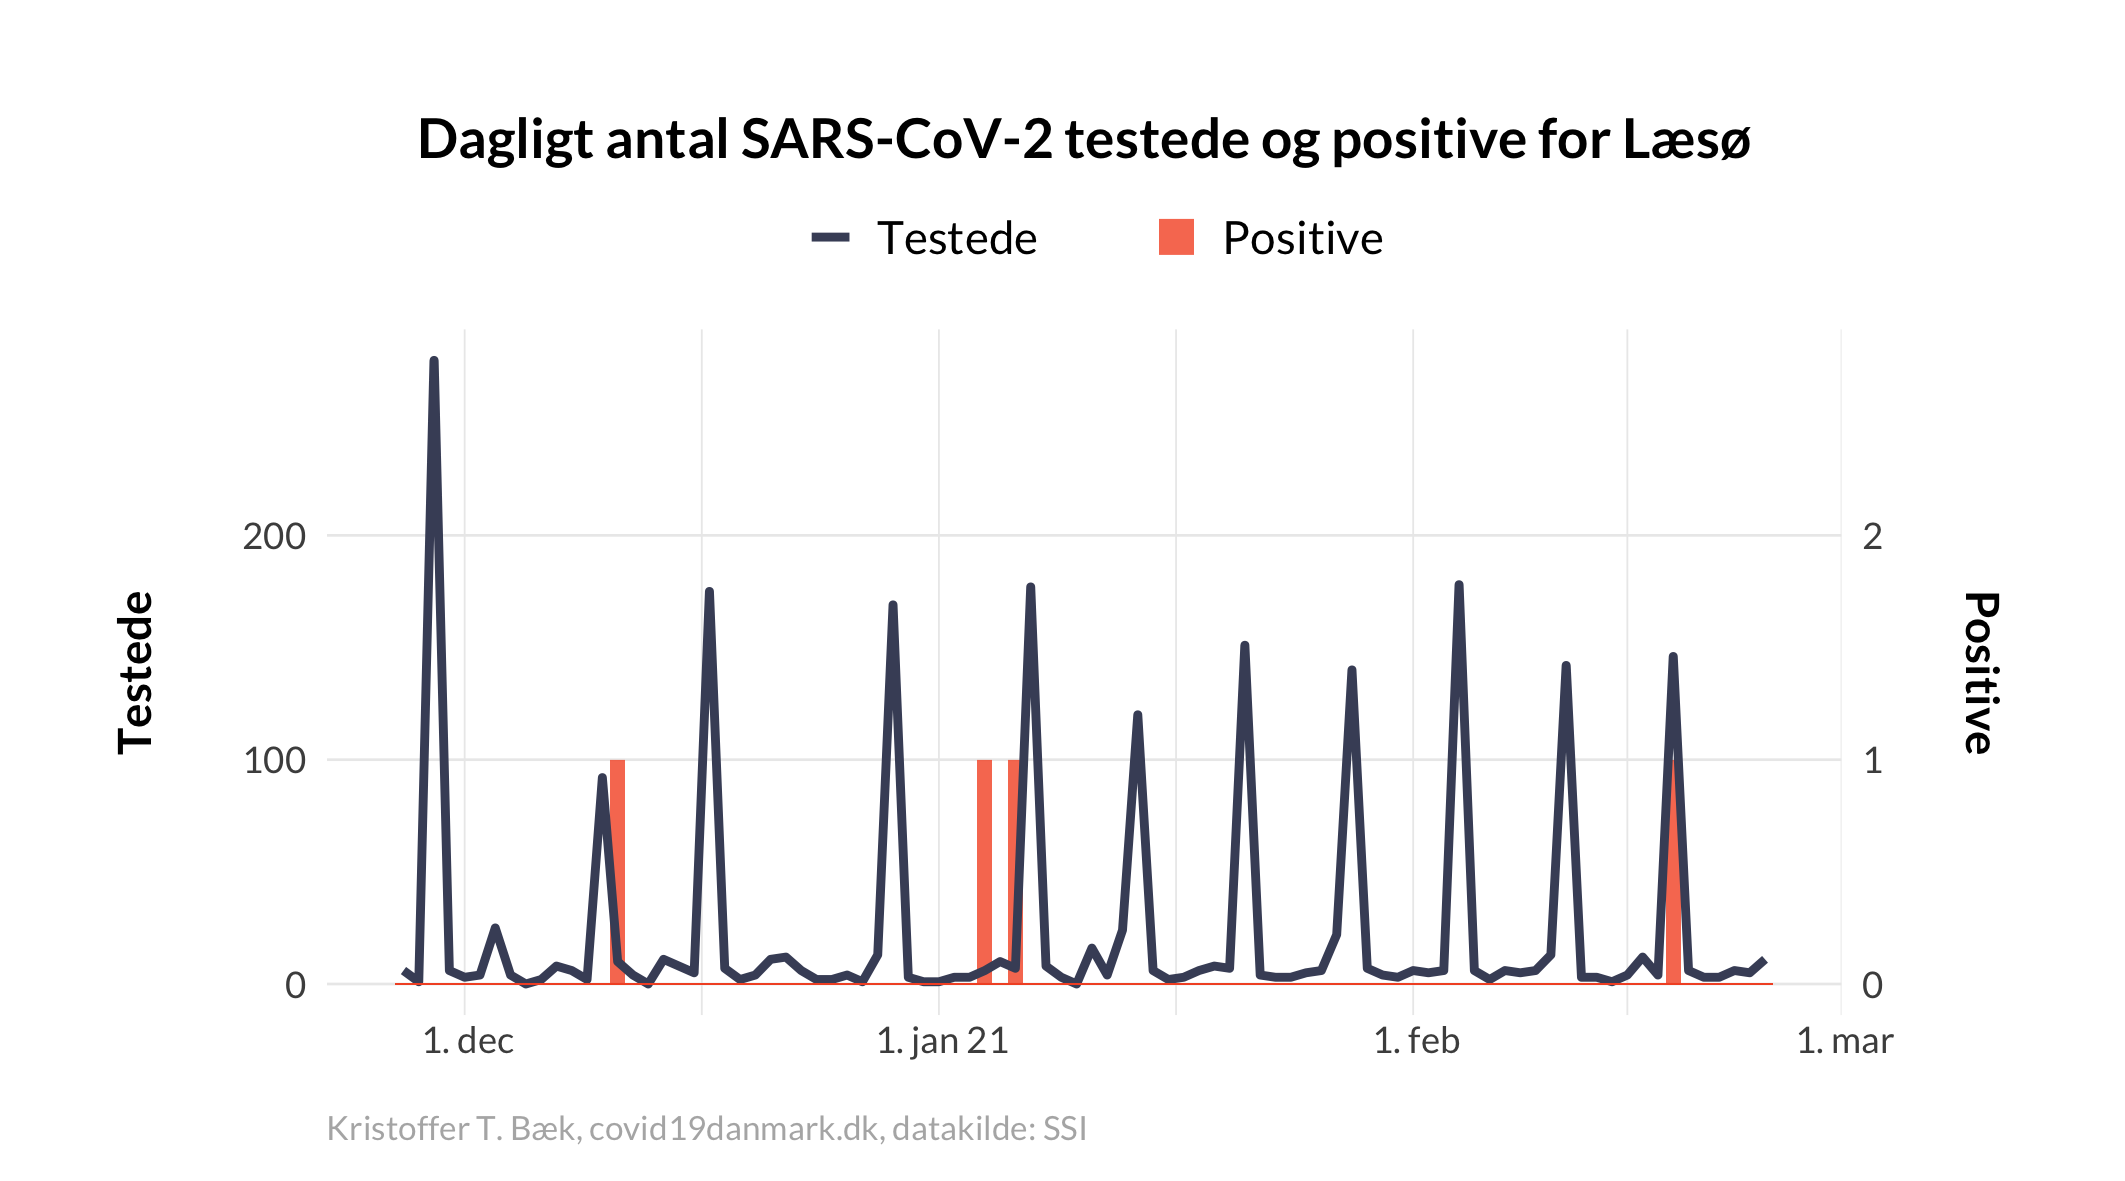 Dagligt antal SARS-CoV-2 testede og positive for Læsø
Testede
Positive
200
100
0
Testede
2
1
0
Positive
1. dec
1. jan 21
1. feb
1. mar
Kristoffer T. Bæk, covid19danmark.dk, datakilde: SSI